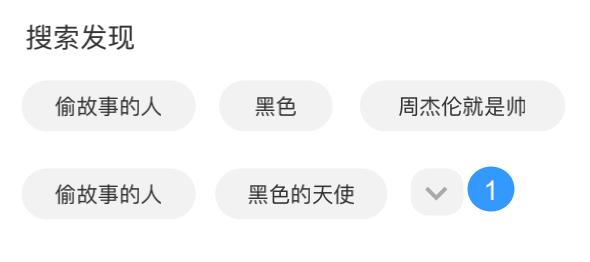 搜索发现
偷故事的人 黑色 周杰伦就是帅
偷故事的人 黑色的天使 1